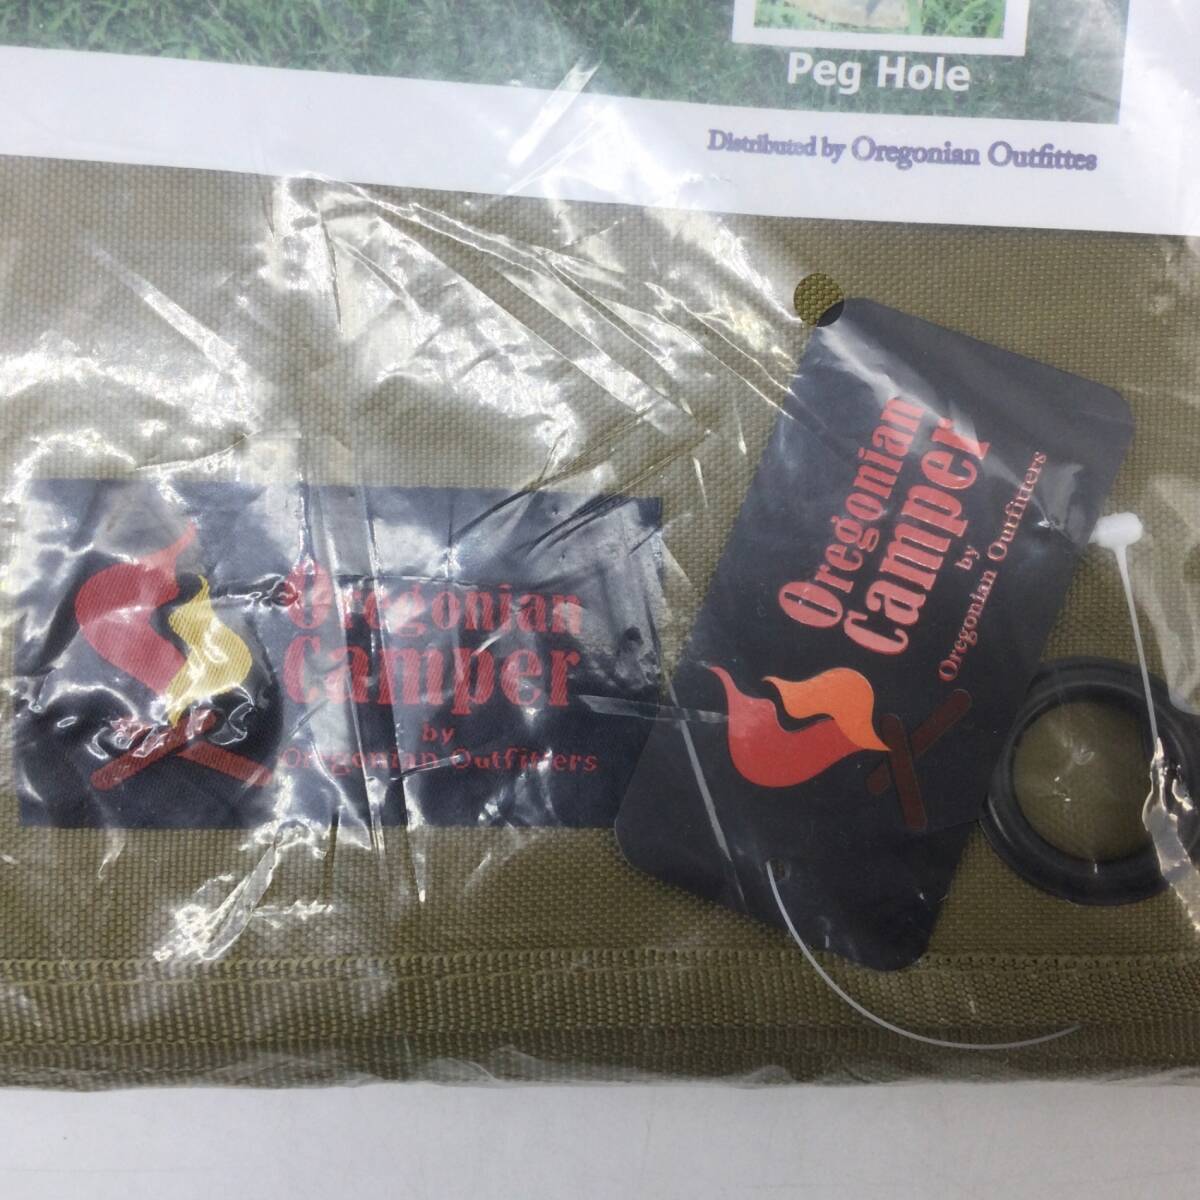 Peg Hole
Distributed by Oregonian Outfittes
Oregonian
Camper
by
Oregonian Outfitters
Oregonian
Camper
by
Oregonian Outfitters